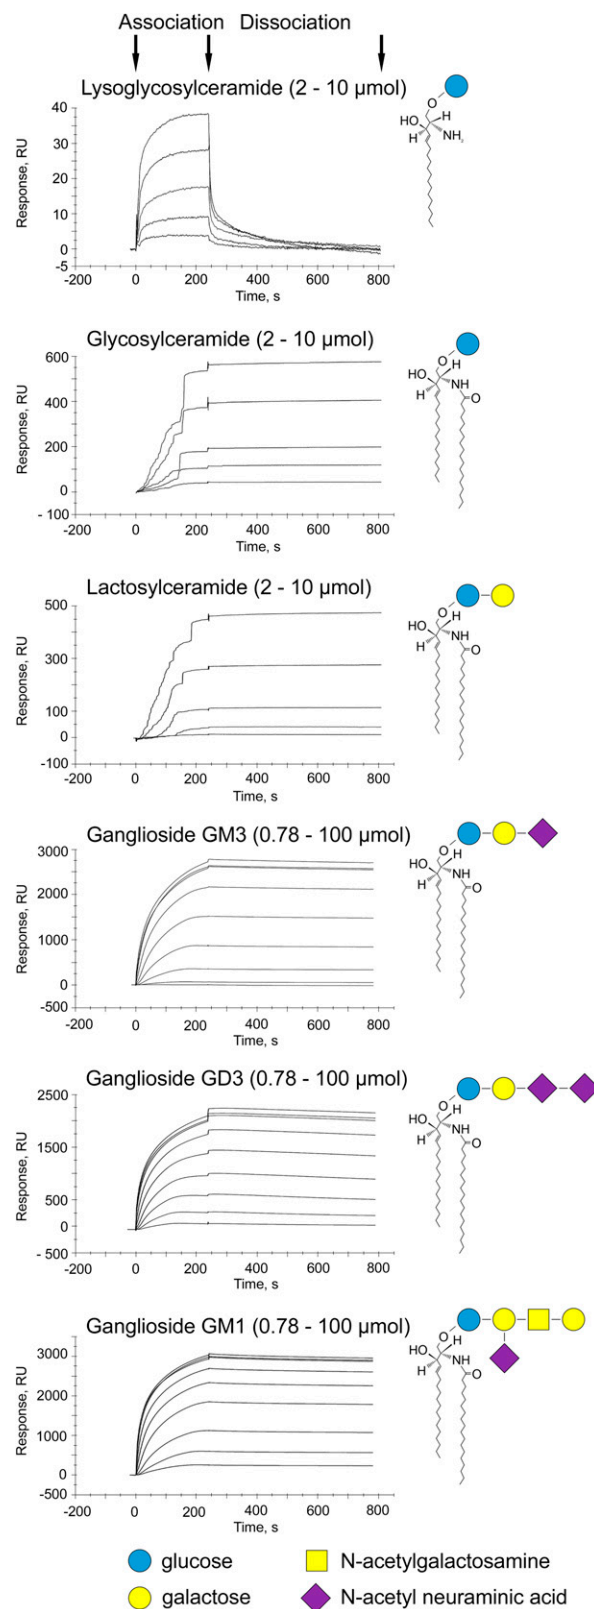 Association Dissociation
Lysoglycosylceramide (2 - 10 µmol)
Response, RU
40
30
20
10
0
-5
-200 0 200 400 600 800
Time, s
O
HO
H
H
NH₂
Glycosylceramide (2 - 10 µmol)
Response, RU
600
400
200
0
- 100
-200 0 200 400 600 800
Time, s
O
HO
H
H
NH
O
Lactosylceramide (2 - 10 µmol)
Response, RU
500
300
100
0
-100
-200 0 200 400 600 800
Time, s
O
HO
H
H
NH
O
Ganglioside GM3 (0.78 - 100 µmol)
Response, RU
3000
2000
1000
0
-500
-200 0 200 400 600 800
Time, s
O
HO
H
H
NH
O
Ganglioside GD3 (0.78 - 100 µmol)
Response, RU
2500
1500
500
0
- 500
-200 0 200 400 600 800
Time, s
O
HO
H
H
NH
O
Ganglioside GM1 (0.78 - 100 µmol)
Response, RU
3000
2000
1000
0
-500
-200 0 200 400 600 800
Time, s
O
HO
H
H
NH
O
glucose N-acetylgalactosamine
galactose N-acetyl neuraminic acid